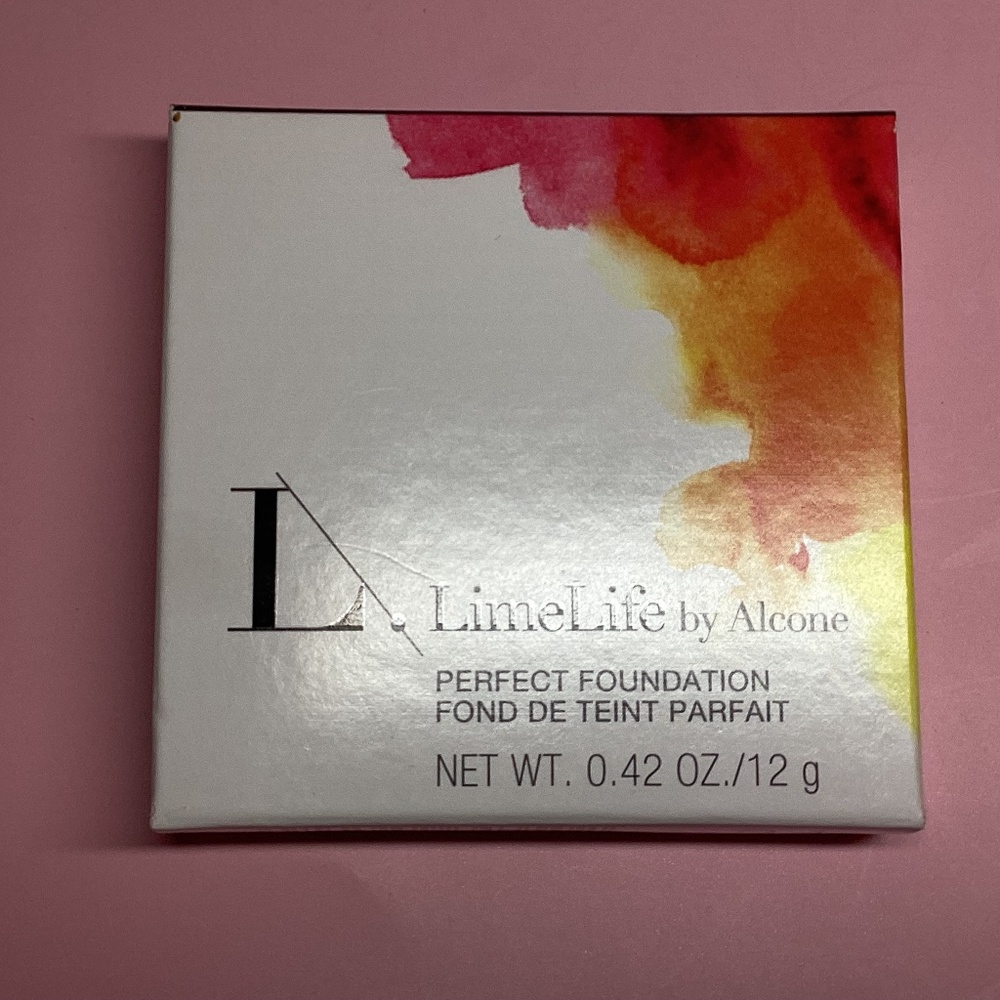 L.
LimeLife by Alcone
PERFECT FOUNDATION
FOND DE TEINT PARFAIT
NET WT. 0.42 OZ./12 g